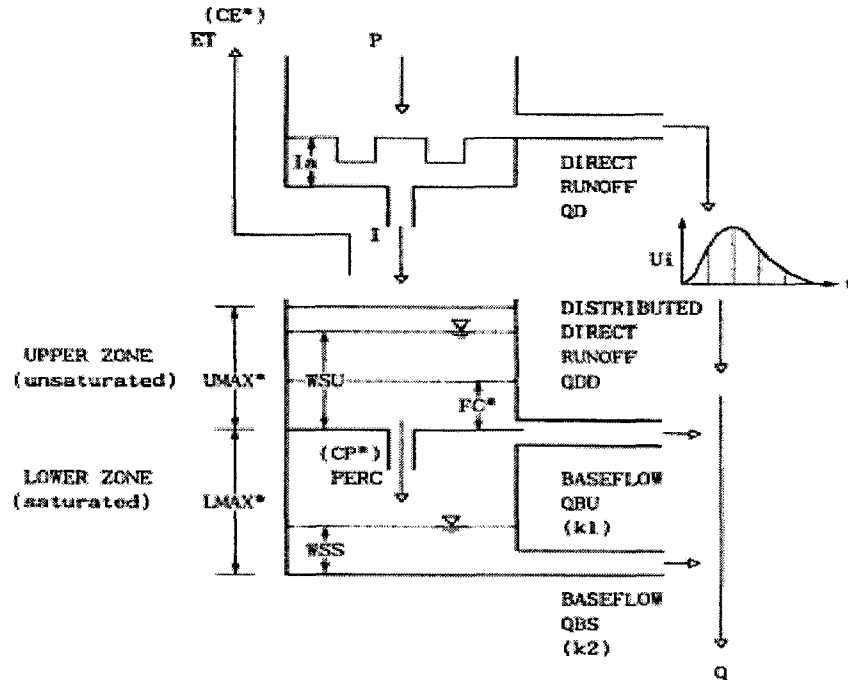 (CE*)
ET
P
Ia
DIRECT
RUNOFF
QD
I
Ui
t
DISTRIBUTED
DIRECT
RUNOFF
QDD
UPPER ZONE
(unsaturated)
UMAX*
WSU
FC*
(CP*)
PERC
LOWER ZONE
(saturated)
LMAX*
BASEFLOW
QBU
(k1)
WSS
BASEFLOW
QBS
(k2)
Q